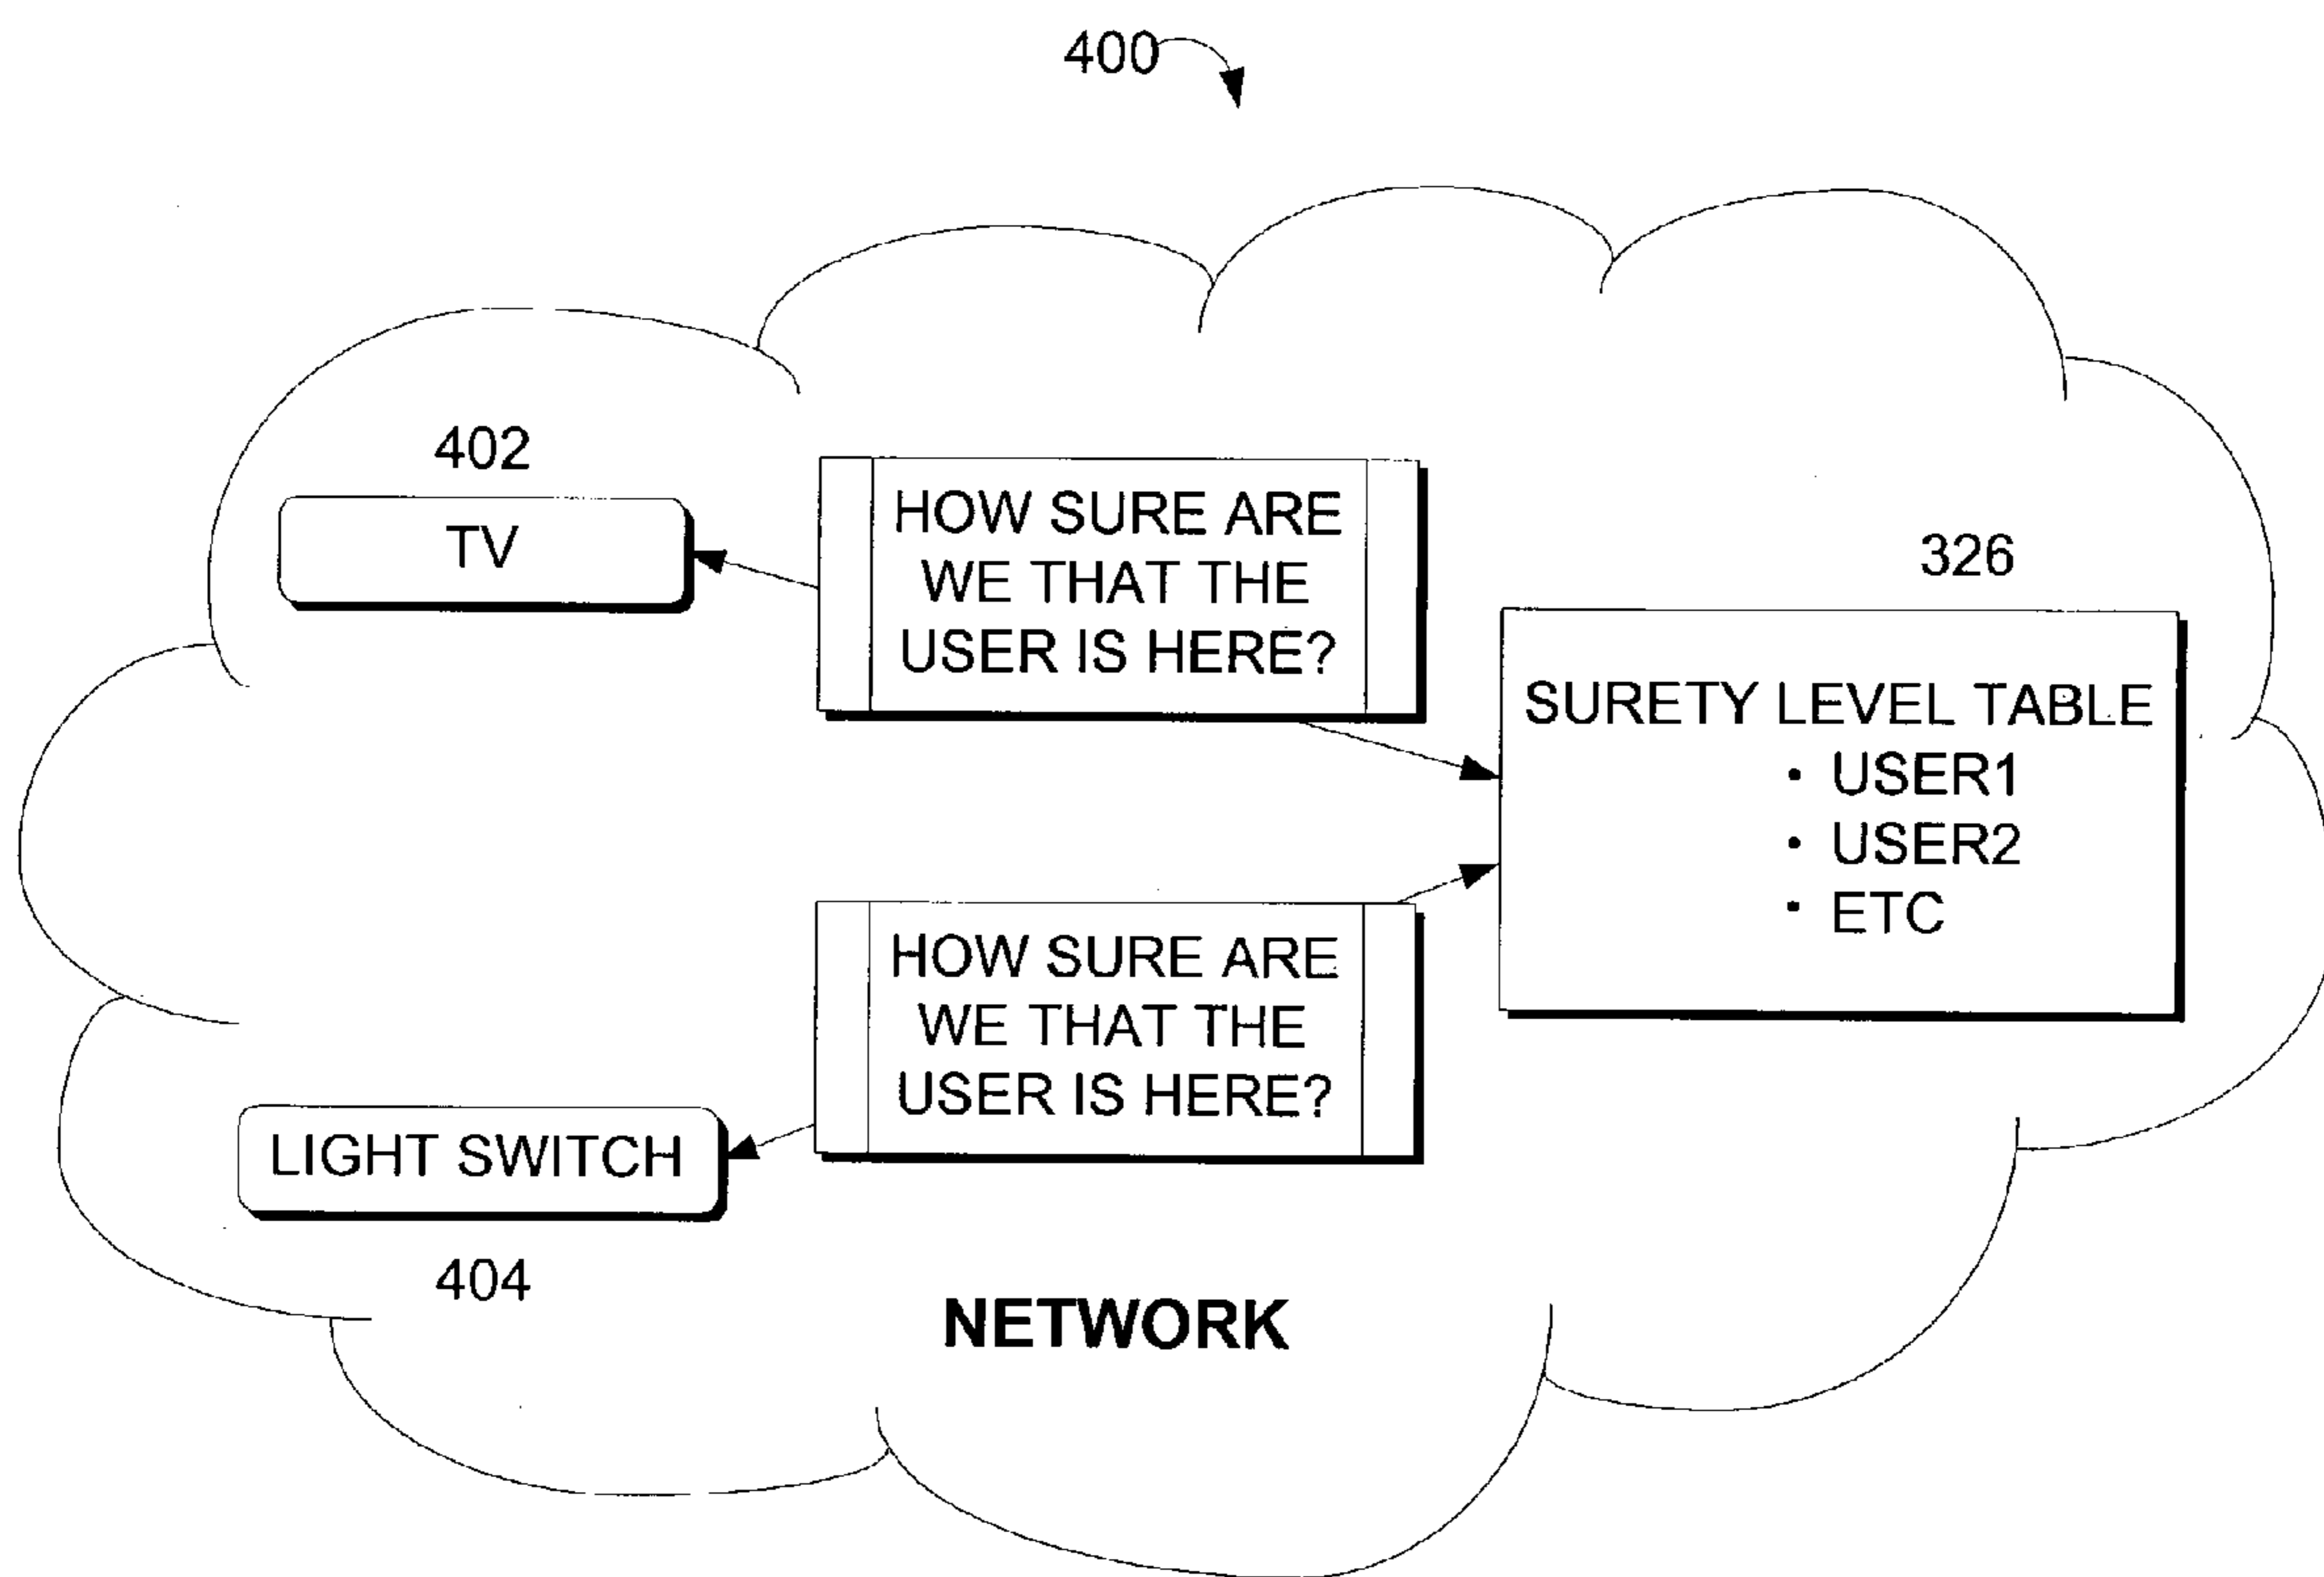 400
402
TV
HOW SURE ARE
WE THAT THE
USER IS HERE?
326
SURETY LEVEL TABLE
• USER1
• USER2
• ETC
HOW SURE ARE
WE THAT THE
USER IS HERE?
LIGHT SWITCH
404
NETWORK